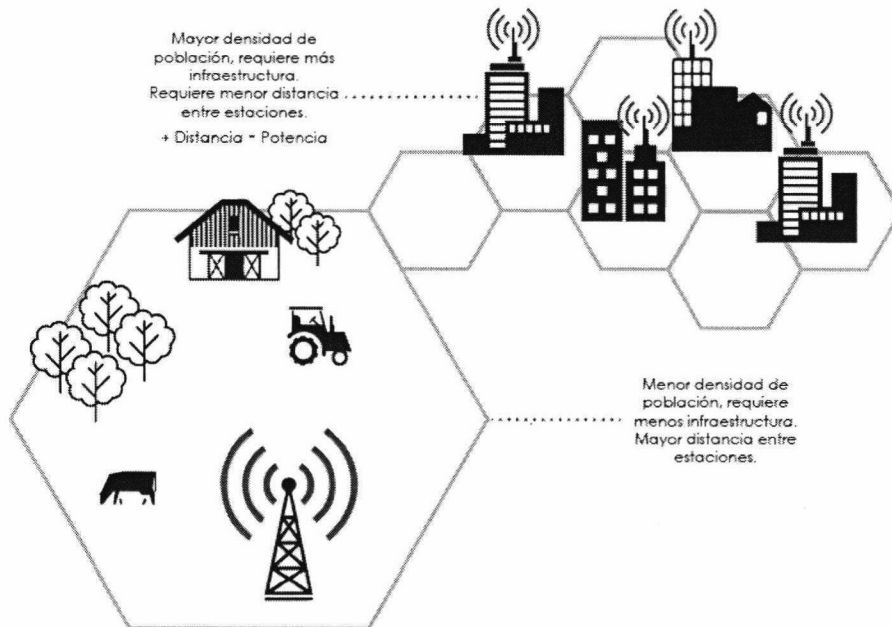 Mayor densidad de
población, requiere más
infraestructura.
Requiere menor distancia
entre estaciones.
+ Distancia - Potencia
Menor densidad de
población, requiere
menos infraestructura.
Mayor distancia entre
estaciones.